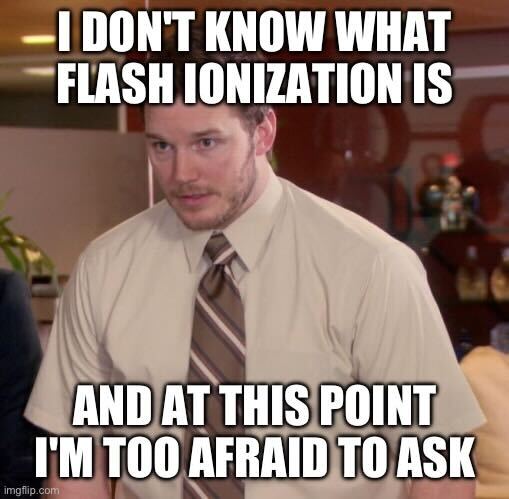 I DON'T KNOW WHAT
FLASH IONIZATION IS
AND AT THIS POINT
I'M TOO AFRAID TO ASK
imgflip.com